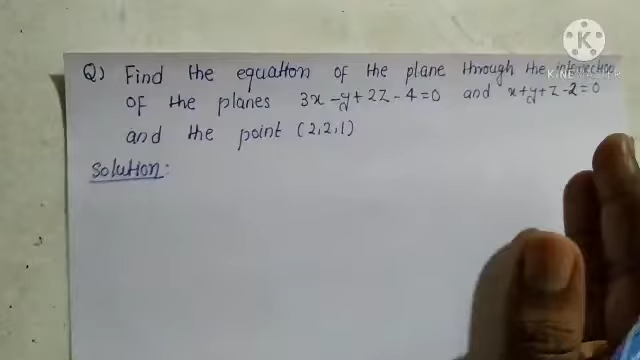 Q) Find the equation of the plane through the intersection
of the planes 3x - y + 2z - 4 = 0 and x + y + z - 2 = 0
and the point (2, 2, 1)
Solution:
K